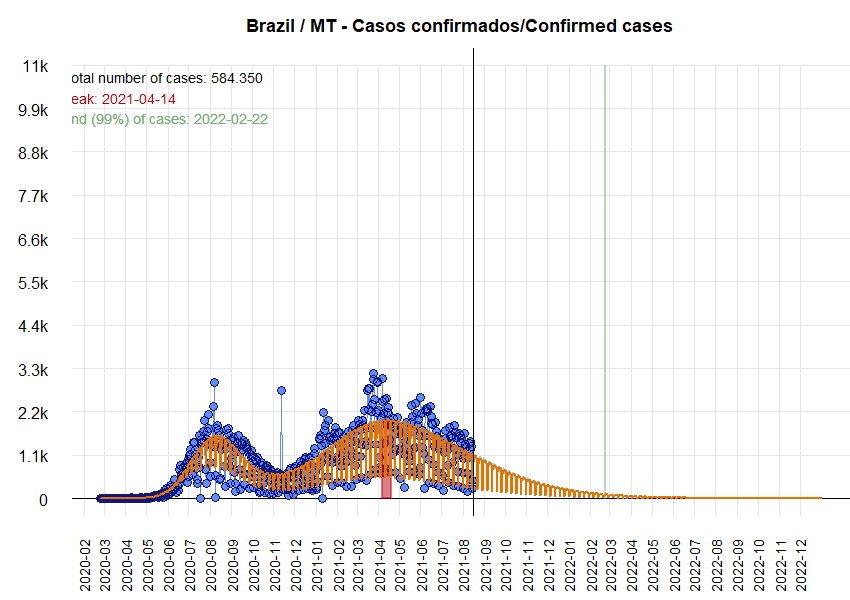 Brazil / MT - Casos confirmados/Confirmed cases
11k
otal number of cases: 584.350
eak: 2021-04-14
nd (99%) of cases: 2022-02-22
9.9k
8.8k
7.7k
6.6k
5.5k
4.4k
3.3k
2.2k
1.1k
0
2020-02
2020-03
2020-04
2020-05
2020-06
2020-07
2020-08
2020-09
2020-10
2020-11
2020-12
2021-01
2021-02
2021-03
2021-04
2021-05
2021-06
2021-07
2021-08
2021-09
2021-10
2021-11
2021-12
2022-01
2022-02
2022-03
2022-04
2022-05
2022-06
2022-07
2022-08
2022-09
2022-10
2022-11
2022-12